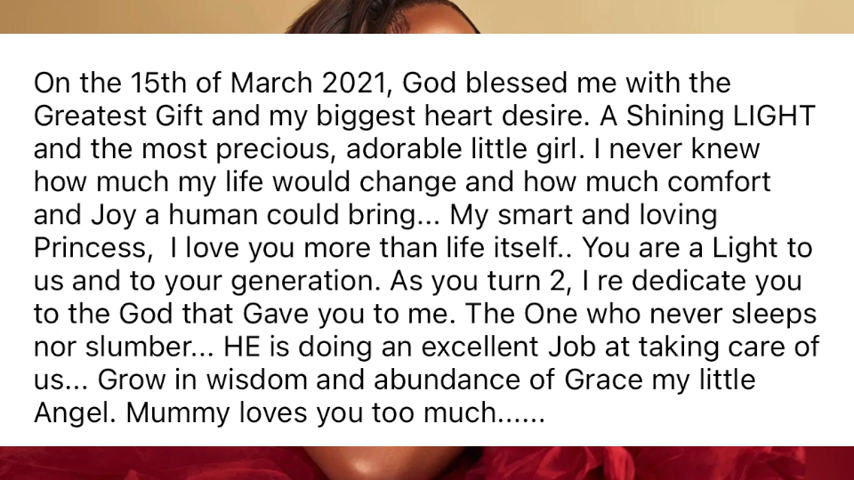 On the 15th of March 2021, God blessed me with the
Greatest Gift and my biggest heart desire. A Shining LIGHT
and the most precious, adorable little girl. I never knew
how much my life would change and how much comfort
and Joy a human could bring... My smart and loving
Princess,  I love you more than life itself.. You are a Light to
us and to your generation. As you turn 2, I re dedicate you
to the God that Gave you to me. The One who never sleeps
nor slumber... HE is doing an excellent Job at taking care of
us... Grow in wisdom and abundance of Grace my little
Angel. Mummy loves you too much......